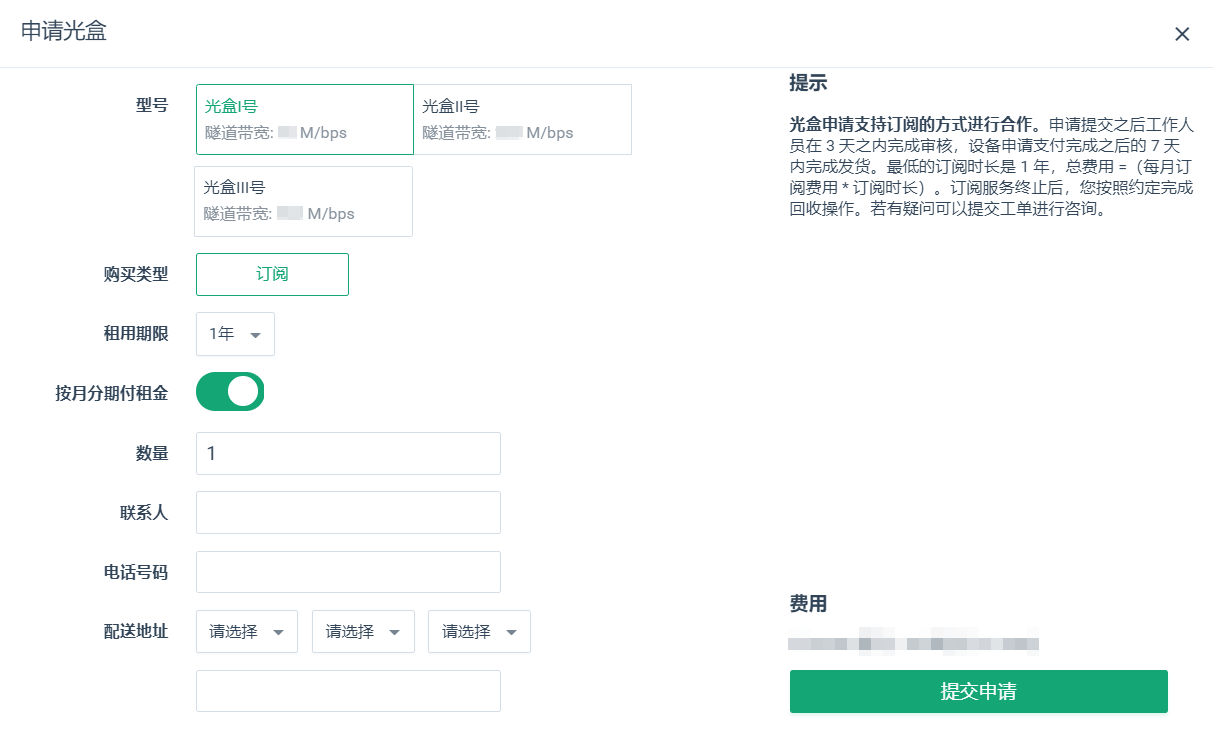 申请光盒
型号
光盒I号
隧道带宽: M/bps
光盒II号
隧道带宽: M/bps
光盒III号
隧道带宽: M/bps
购买类型
订阅
租用期限
1年
按月分期付租金
数量
1
联系人
电话号码
配送地址
请选择
请选择
请选择
提示
光盒申请支持订阅的方式进行合作。申请提交之后工作人
员在 3 天之内完成审核，设备申请支付完成之后的 7 天
内完成发货。最低的订阅时长是 1 年，总费用 =（每月订
阅费用 * 订阅时长）。订阅服务终止后，您按照约定完成
回收操作。若有疑问可以提交工单进行咨询。
费用
提交申请